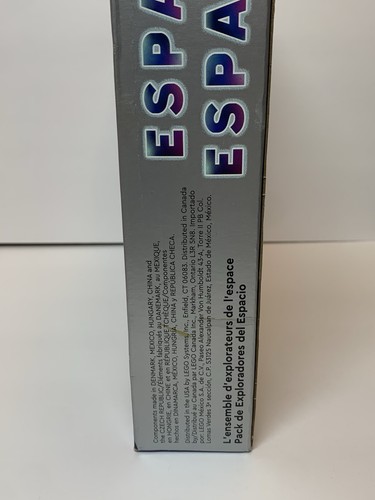 ESPA
ESPA
Components made in DENMARK, MEXICO, HUNGARY, CHINA and
the CZECH REPUBLIC/Éléments fabriqués au DANEMARK, au MEXIQUE,
en HONGRIE, en CHINE et en RÉPUBLIQUE TCHÈQUE/Componentes
hechos en DINAMARCA, MÉXICO, HUNGRÍA, CHINA y REPÚBLICA CHECA.
Distributed in the USA by LEGO Systems, Inc., Enfield, CT 06083. Distributed in Canada
by/Distribué au Canada par LEGO Canada Inc., Markham, Ontario L3R 5N8. Importado
por: LEGO México S.A. de C.V., Paseo Alexander Von Humboldt 43-A, Torre II PB Col.
Lomas Verdes 3ª sección, C.P. 53125 Naucalpan de Juárez, Estado de México, México.
L'ensemble d'explorateurs de l'espace
Pack de Exploradores del Espacio